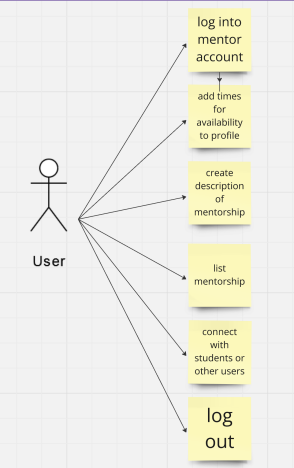 log into
mentor
account
add times
for
availability
to profile
create
description
of
mentorship
User
list
mentorship
connect
with
students or
other users
log
out